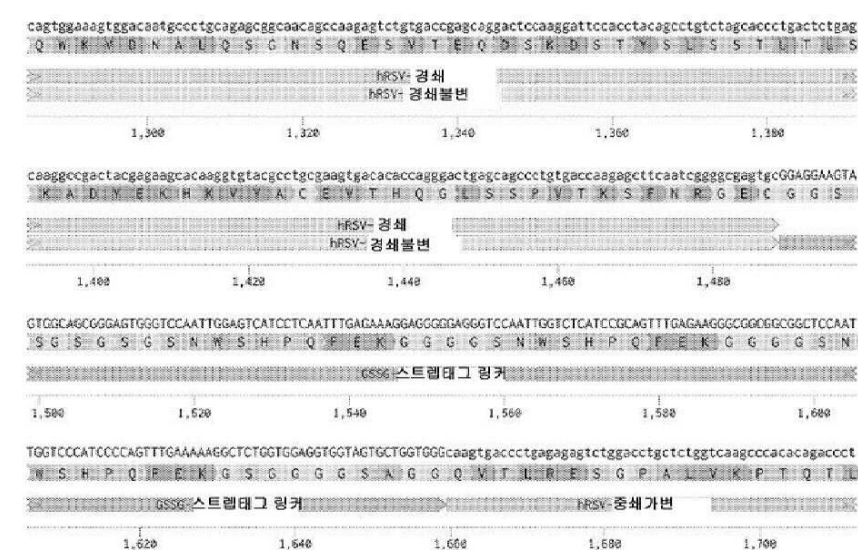 cagtggaaagtggacaatgccctgcagagcggcaacagccaagagtctgtgaccgagcaggactccaaggattccacctacagcctgtctagcaccctgactctgag
Q W K V D N A L Q S G N S Q E S V T E Q D S K D S T Y S L S S T L T L S
hRSV-경쇄
hRSV-경쇄불변
1,300 1,320 1,340 1,360 1,380
caaggccgactacgagaagcacaaggtgtacgcctgcgaagtgacacaccagggactgagcagccctgtgaccaagagcttcaatcggggcgagtgcGGAGGAAGTA
K A D Y E K H K V Y A C E V T H Q G L S S P V T K S F N R G E C G G S
hRSV-경쇄
hRSV-경쇄불변
1,400 1,420 1,440 1,460 1,480
GTGGCAGCGGGAGTGGGTCCAATTGGAGTCATCCTCAATTTGAGAAAGGAGGGGGAGGGTCCAATTGGTCTCATCCGCAGTTTGAGAAGGGCGGCGGCGGCTCCAAT
S G S G S G S N W S H P Q F E K G G G G S N W S H P Q F E K G G G G S N
GSSG-스트렙태그 링커
1,500 1,520 1,540 1,560 1,580 1,600
TGGTCCCATCCCCAGTTTGAAAAAGGCTCTGGTGGAGGTGGTAGTGCTGGTGGGcaagtgaccctgagagagtctggacctgctctggtcaagcccacacagaccct
W S H P Q F E K G S G G G G S A G G Q V T L R E S G P A L V K P T Q T L
GSSG-스트렙태그 링커 hRSV-중쇄가변
1,620 1,640 1,660 1,680 1,700